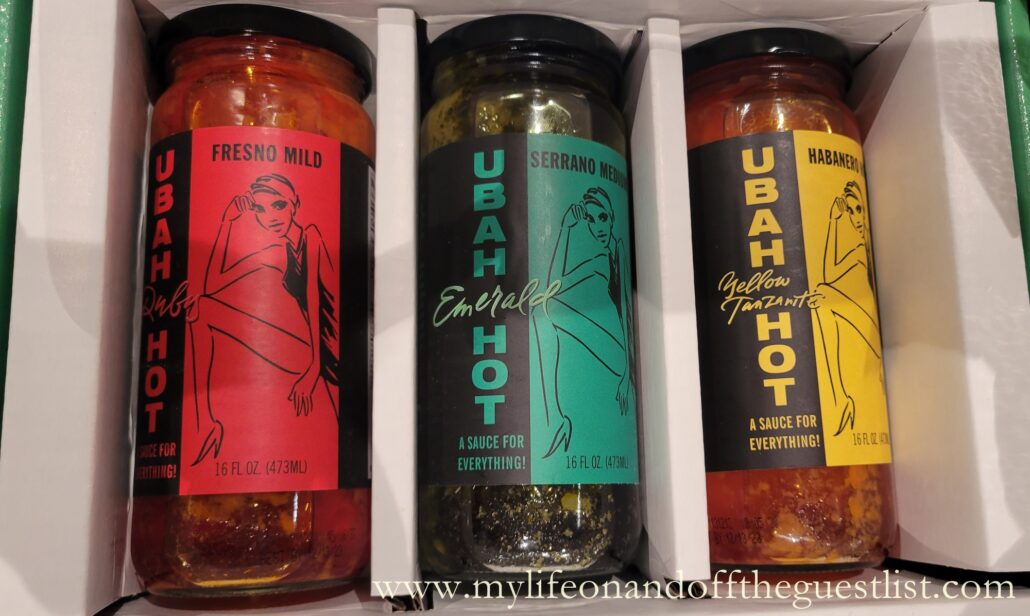 FRESNO MILD
UBAH
Ruby
HOT
A SAUCE FOR
EVERYTHING!
16 FL OZ. (473ML)
SERRANO MEDIUM
UBAH
Emerald
HOT
A SAUCE FOR
EVERYTHING!
16 FL OZ. (473ML)
HABANERO
UBAH
Yellow
Tanzanite
HOT
A SAUCE FOR
EVERYTHING!
16 FL OZ.
www.mylifeonandofftheguestlist.com